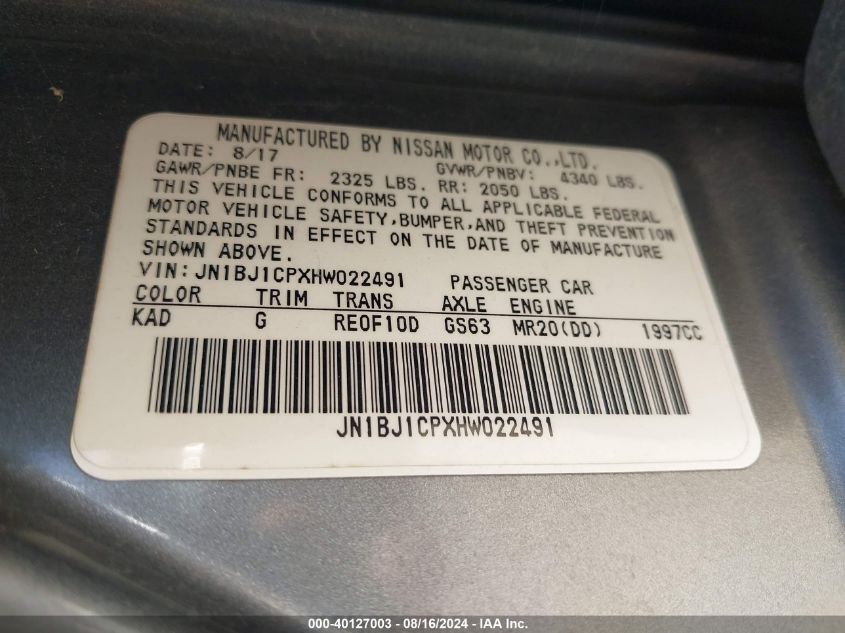 MANUFACTURED BY NISSAN MOTOR CO.,LTD.
DATE: 8/17 GVWR/PNBV: 4340 LBS.
GAWR/PNBE FR: 2325 LBS. RR: 2050 LBS.
THIS VEHICLE CONFORMS TO ALL APPLICABLE FEDERAL
MOTOR VEHICLE SAFETY,BUMPER,AND THEFT PREVENTION
STANDARDS IN EFFECT ON THE DATE OF MANUFACTURE
SHOWN ABOVE.
VIN: JN1BJ1CPXHW022491 PASSENGER CAR
COLOR TRIM TRANS AXLE ENGINE
KAD G RE0F10D GS63 MR20(DD) 1997CC
JN1BJ1CPXHW022491
000-40127003 - 08/16/2024 - IAA Inc.